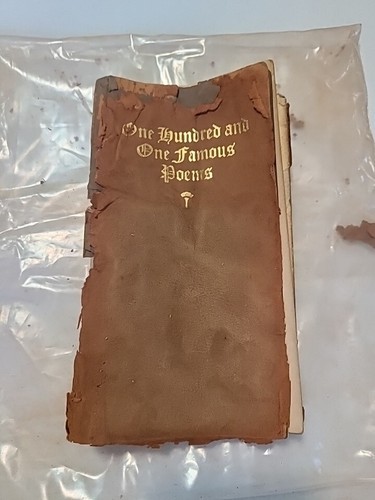 One Hundred and
One Famous
Poems